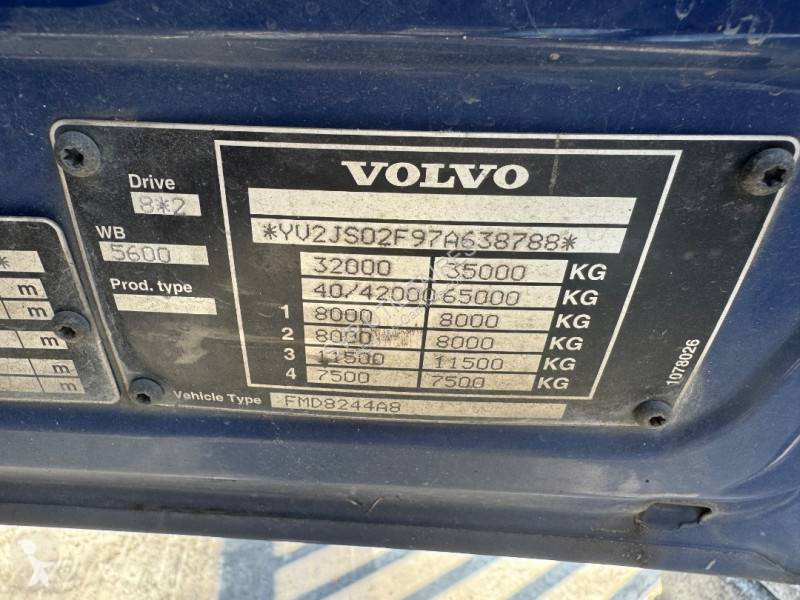 VOLVO
Drive
8*2
*YV2JS02F97A638788*
WB
5600
32000 35000 KG
Prod. type
40/42000 65000 KG
1 8000 8000 KG
2 8000 8000 KG
3 11500 11500 KG
4 7500 7500 KG
Vehicle Type FMD8244A8
1078026
*
m
m
m
m